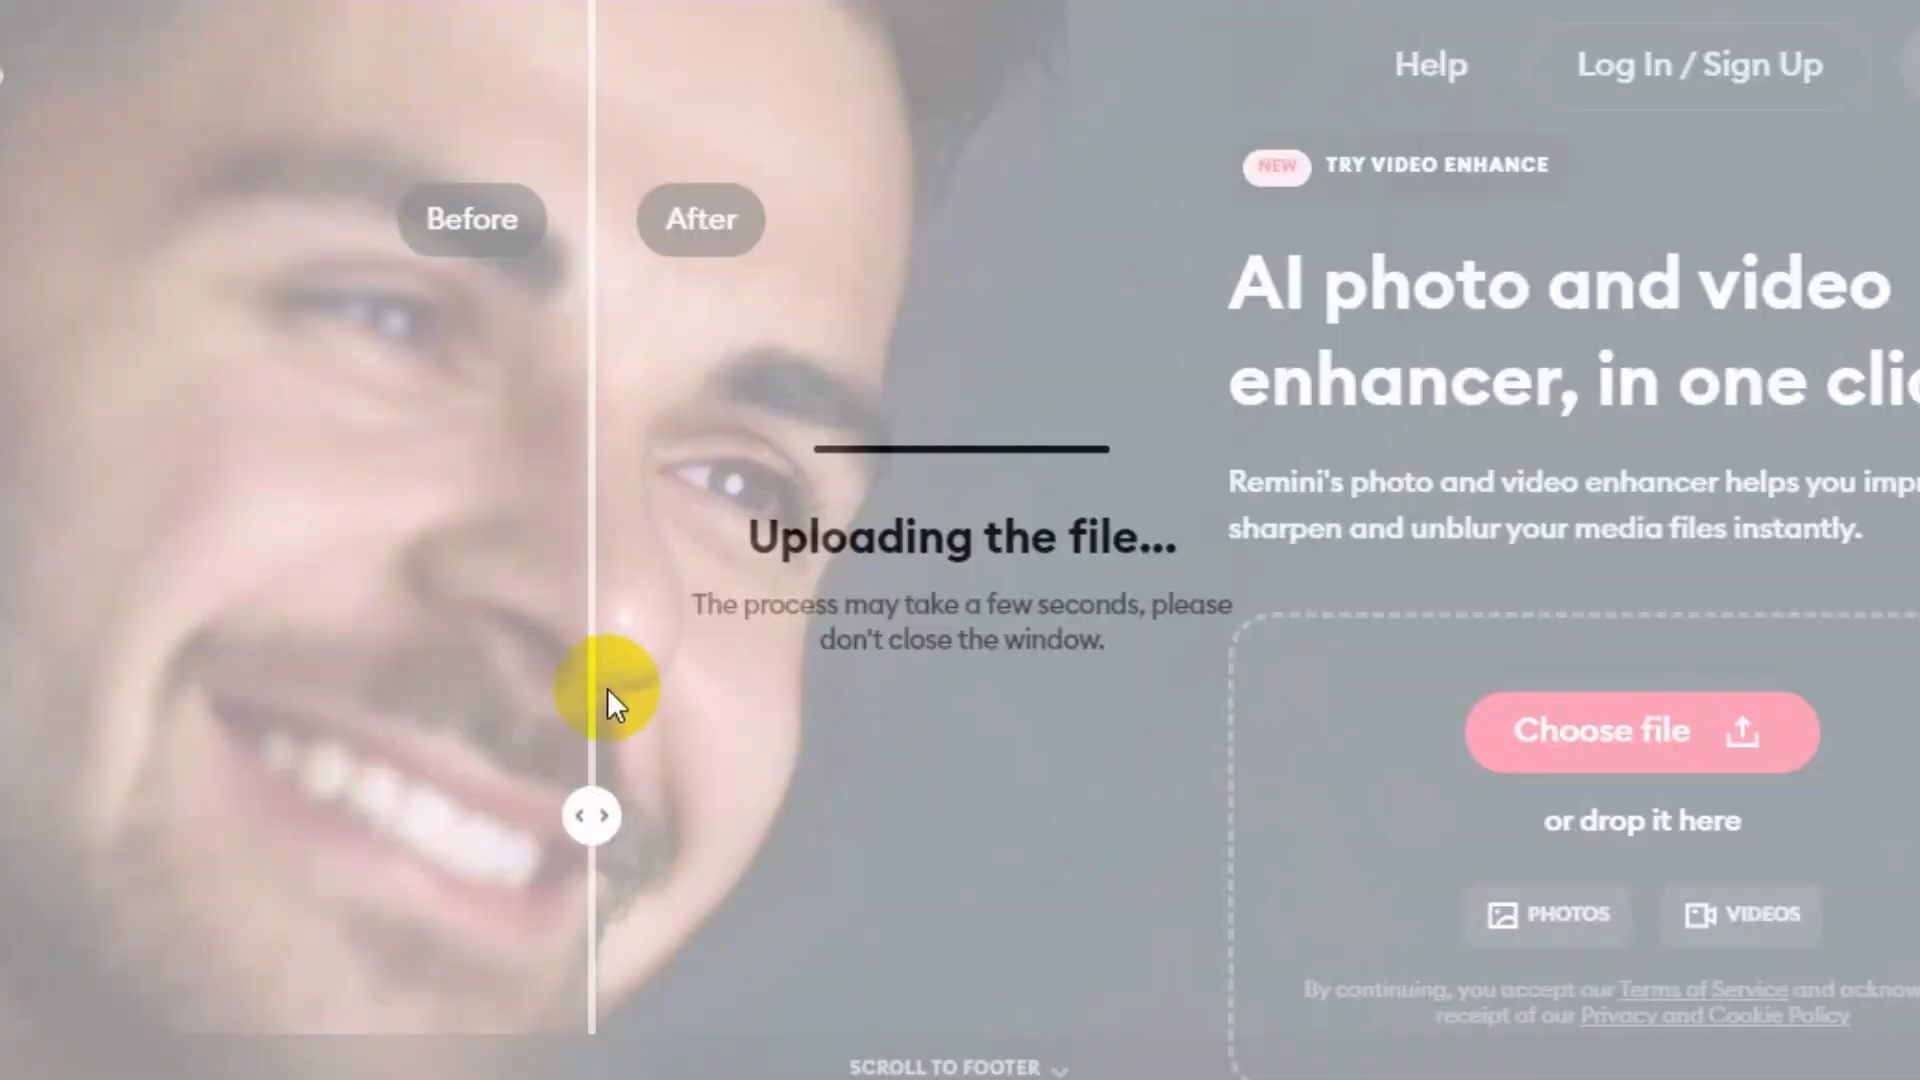 Help
Log In / Sign Up
NEW TRY VIDEO ENHANCE
Before
After
AI photo and video
enhancer, in one clic
Remini's photo and video enhancer helps you impr
sharpen and unblur your media files instantly.
Uploading the file...
The process may take a few seconds, please
don't close the window.
Choose file
or drop it here
PHOTOS
VIDEOS
By continuing, you accept our Terms of Service and acknow
receipt of our Privacy and Cookie Policy
SCROLL TO FOOTER